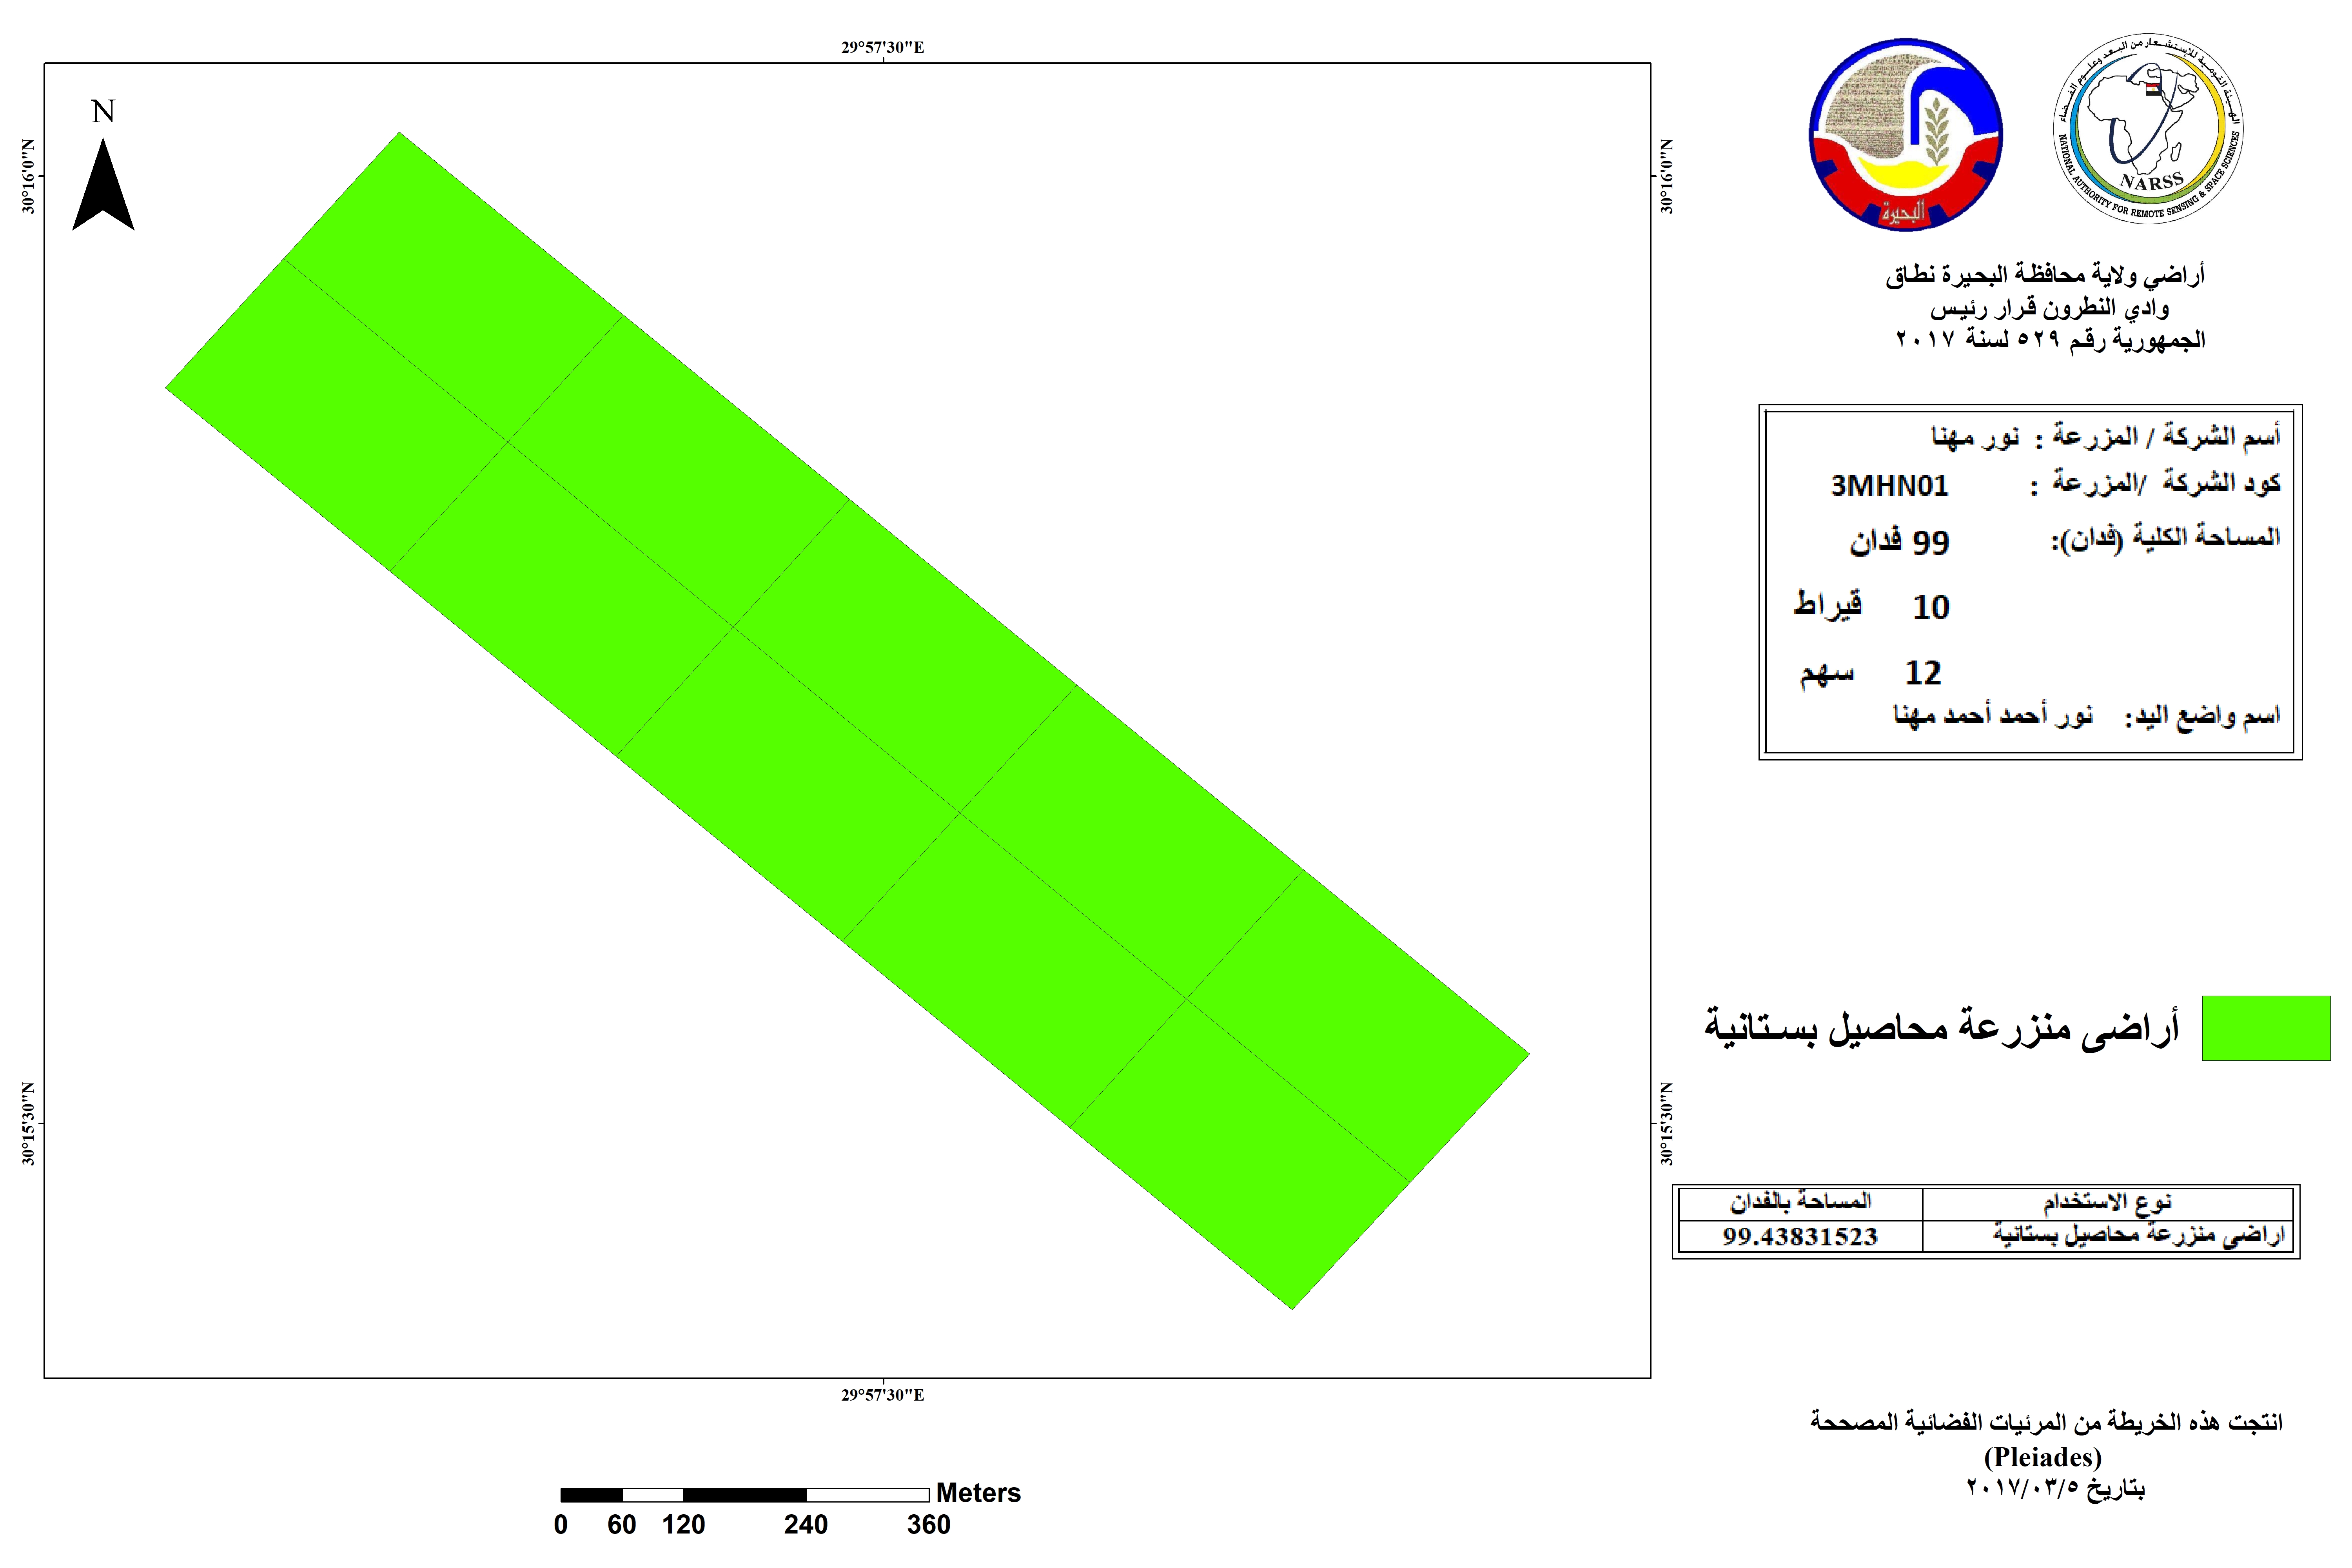 29°57'30"E
N
30°16'0"N
30°16'0"N
30°15'30"N
30°15'30"N
29°57'30"E
Meters
0 60 120 240 360
البحيرة
الهيئة القومية للإستشعار من البعد وعلوم الفضاء
NARSS
NATIONAL AUTHORITY FOR REMOTE SENSING & SPACE SCIENCES
أراضي ولاية محافظة البحيرة نطاق
وادي النطرون قرار رئيس
الجمهورية رقم ٥٢٩ لسنة ٢٠١٧
أسم الشركة / المزرعة : نور مهنا
كود الشركة /المزرعة : 3MHN01
المساحة الكلية (فدان): 99 فدان
10 قيراط
12 سهم
اسم واضع اليد: نور أحمد أحمد مهنا
أراضى منزرعة محاصيل بستانية
نوع الاستخدام المساحة بالفدان
اراضى منزرعة محاصيل بستانية 99.43831523
انتجت هذه الخريطة من المرئيات الفضائية المصححة
(Pleiades)
بتاريخ ٢٠١٧/٠٣/٥